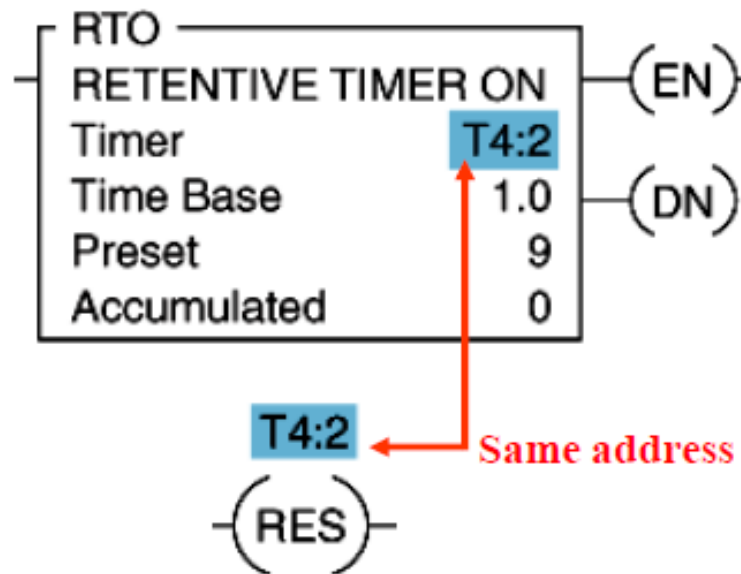 RTO
RETENTIVE TIMER ON
(EN)
Timer T4:2
Time Base 1.0
(DN)
Preset 9
Accumulated 0
T4:2
Same address
(RES)